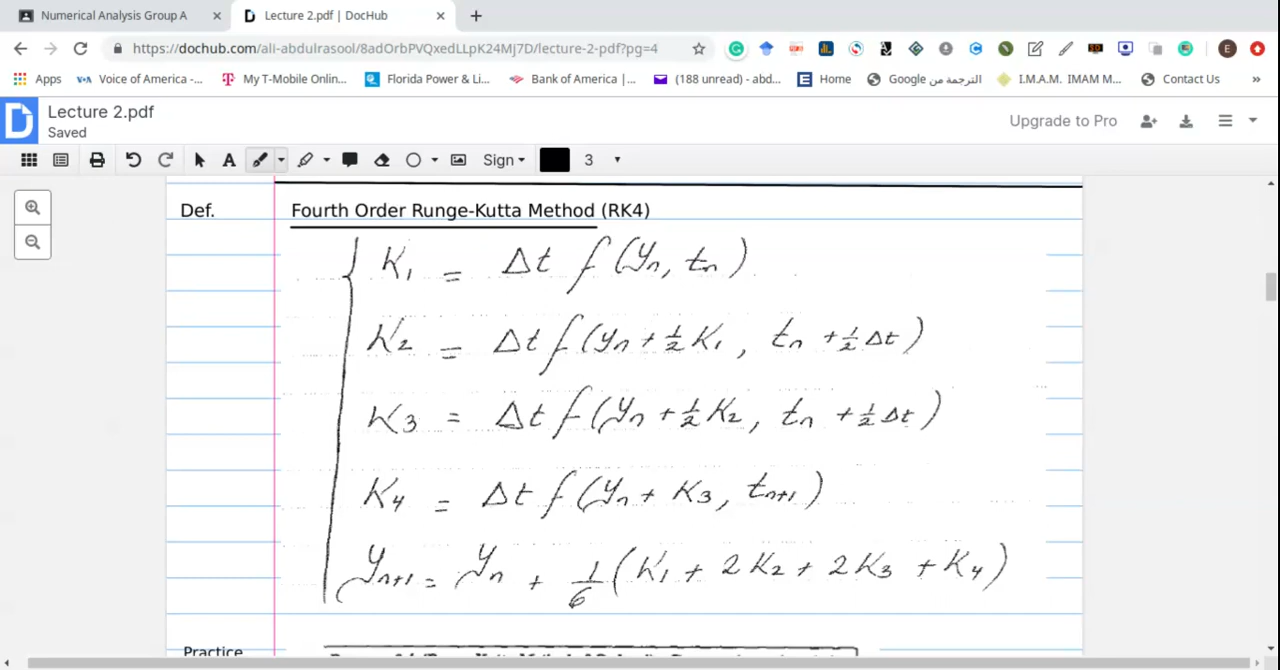 Numerical Analysis Group A
Lecture 2.pdf | DocHub
https://dochub.com/ali-abdulrasool/8adOrbPVQxedLLpK24Mj7D/lecture-2-pdf?pg=4
E
Apps
Voice of America -...
My T-Mobile Onlin...
Florida Power & Li...
Bank of America |...
(188 unread) - abd...
Home
Google الترجمة من
I.M.A.M. IMAM M...
Contact Us
»
D
Lecture 2.pdf
Saved
Upgrade to Pro
A
Sign
3
Def.
Fourth Order Runge-Kutta Method (RK4)
K₁ = Δt f(yₙ, tₙ)
K₂ = Δt f(yₙ + ½ K₁, tₙ + ½ Δt)
K₃ = Δt f(yₙ + ½ K₂, tₙ + ½ Δt)
K₄ = Δt f(yₙ + K₃, tₙ₊₁)
yₙ₊₁ = yₙ + 1/6 (K₁ + 2K₂ + 2K₃ + K₄)
Practice